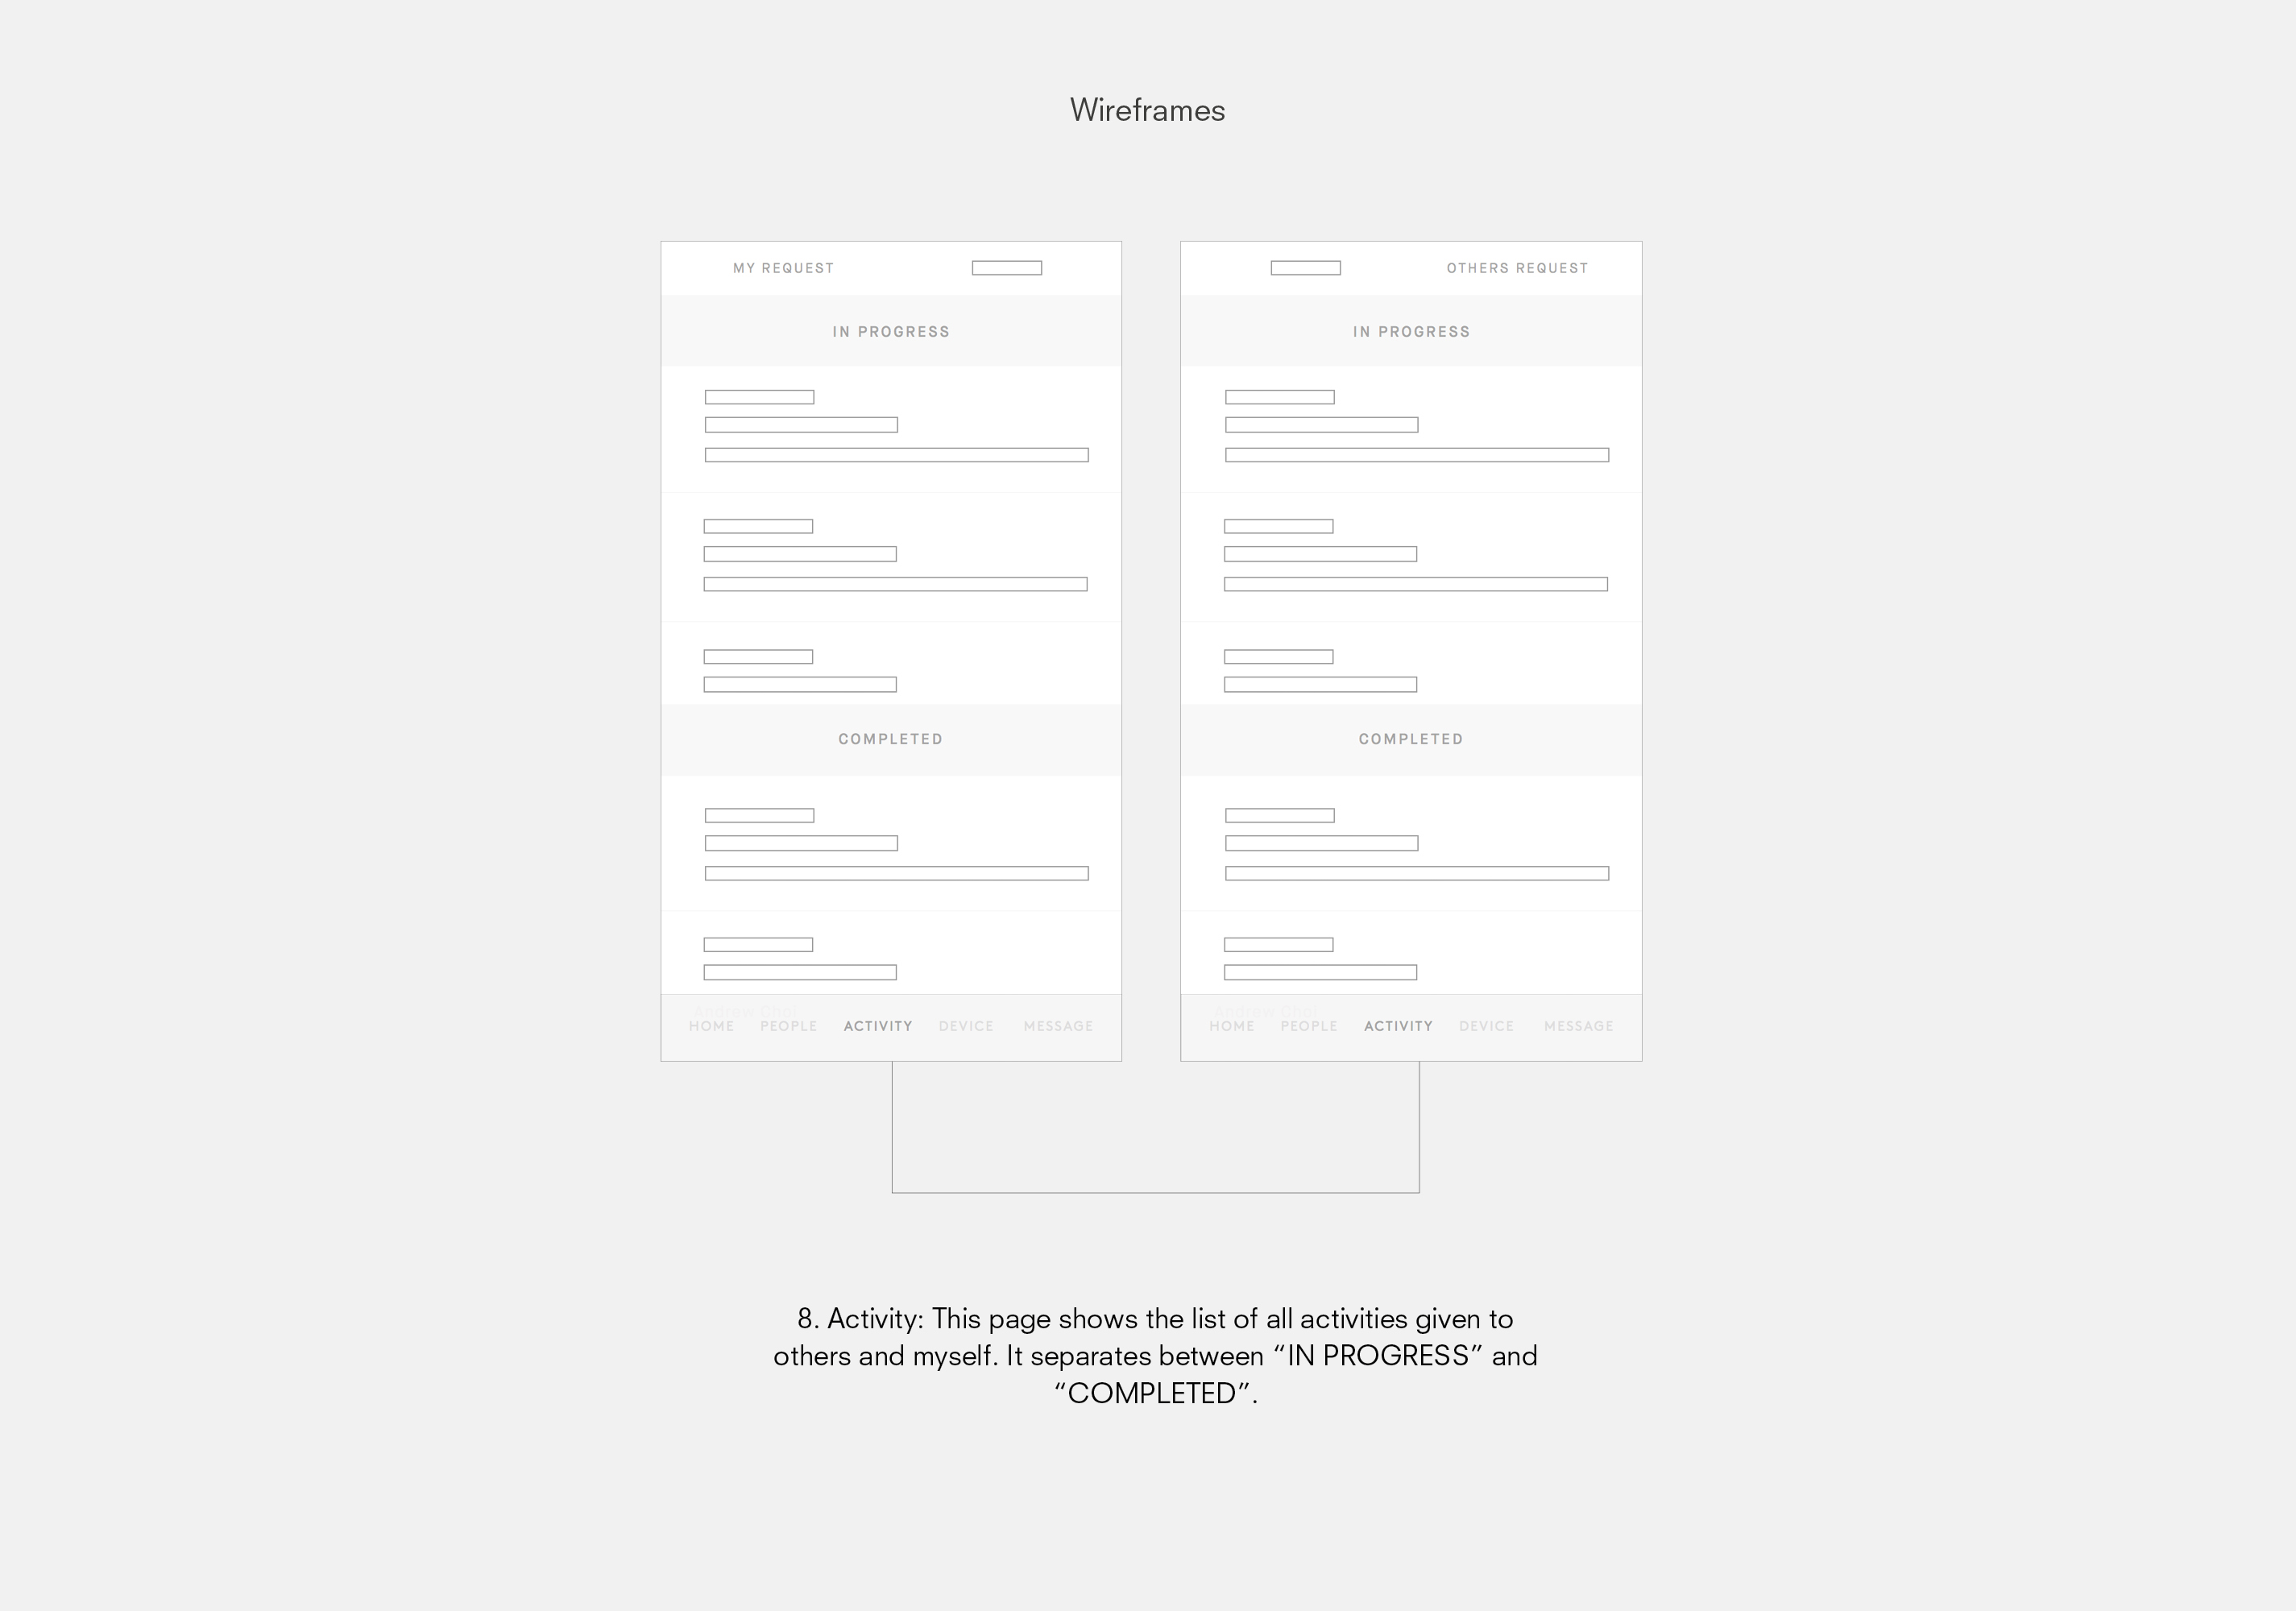 Wireframes
MY REQUEST
IN PROGRESS
COMPLETED
HOME PEOPLE ACTIVITY DEVICE MESSAGE
OTHERS REQUEST
IN PROGRESS
COMPLETED
HOME PEOPLE ACTIVITY DEVICE MESSAGE
8. Activity: This page shows the list of all activities given to
others and myself. It separates between “IN PROGRESS” and
“COMPLETED”.